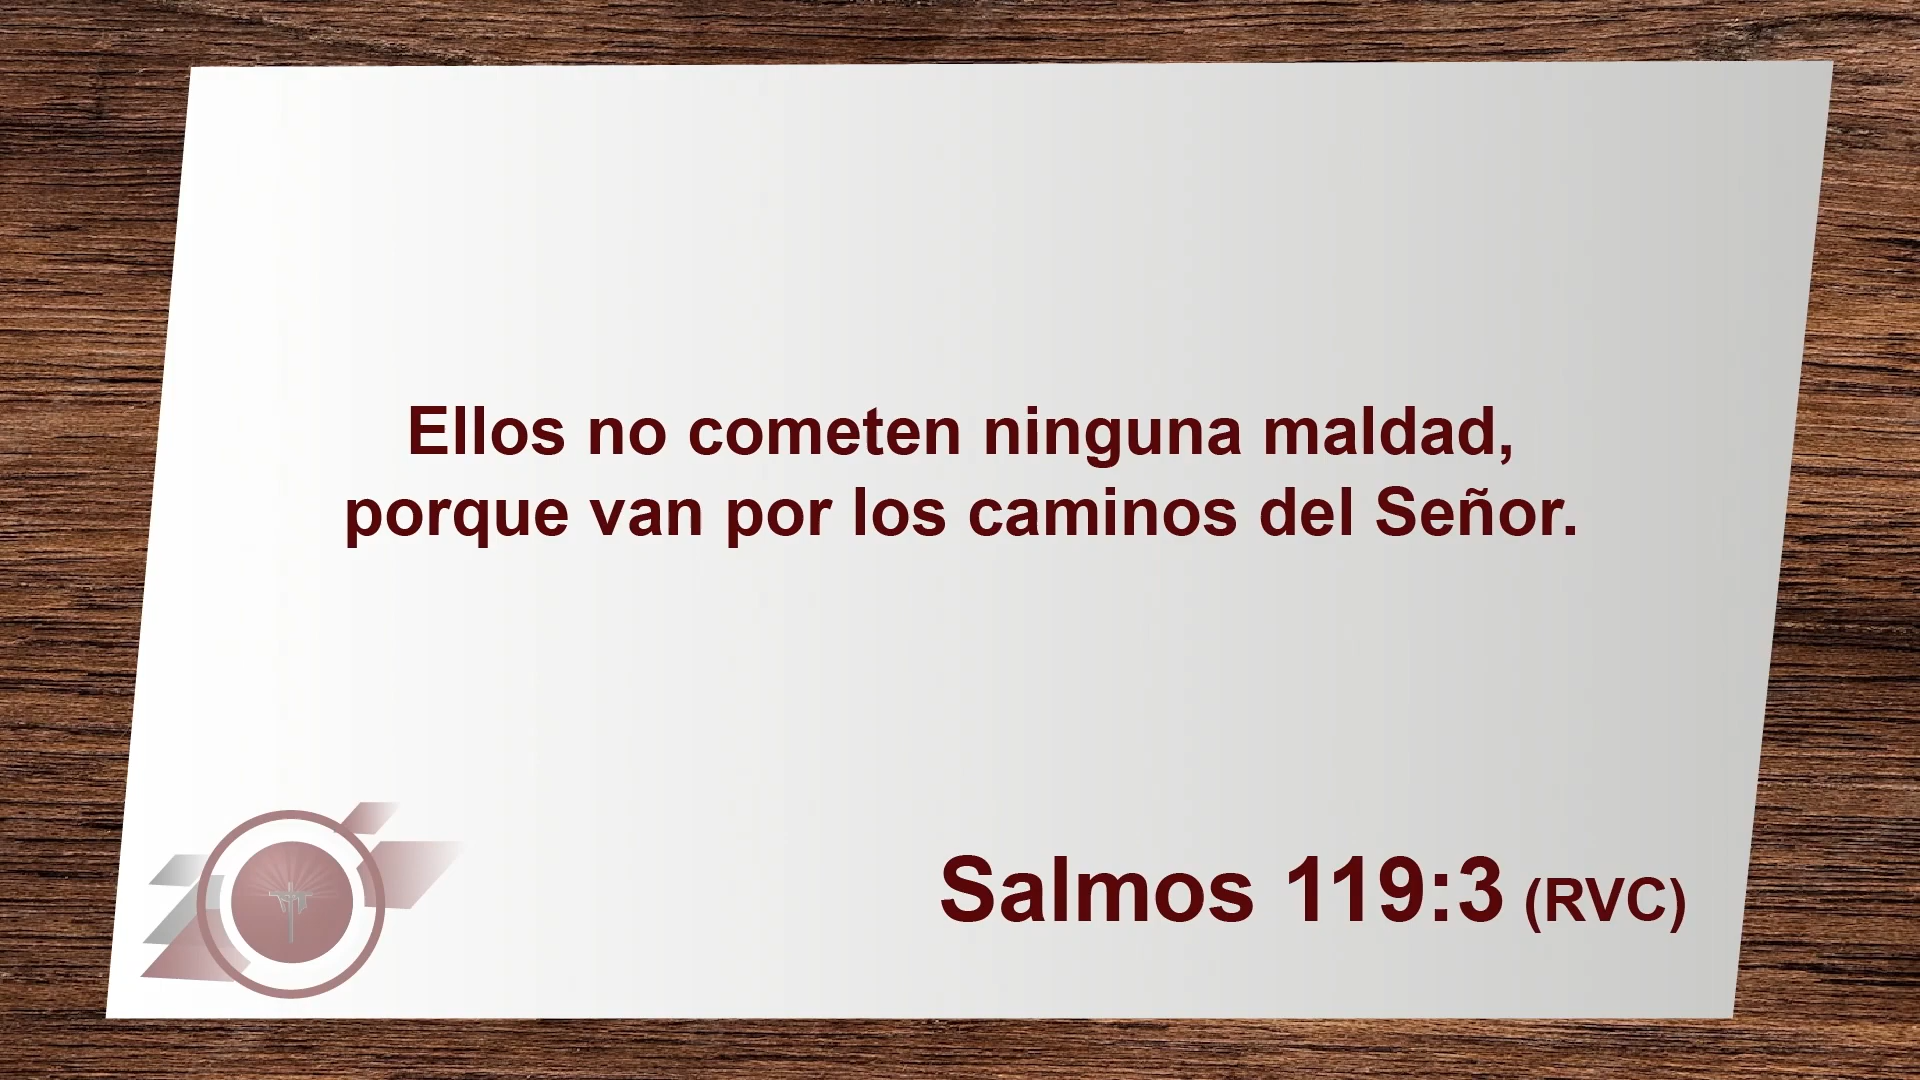 Ellos no cometen ninguna maldad,
porque van por los caminos del Señor.
Salmos 119:3 (RVC)